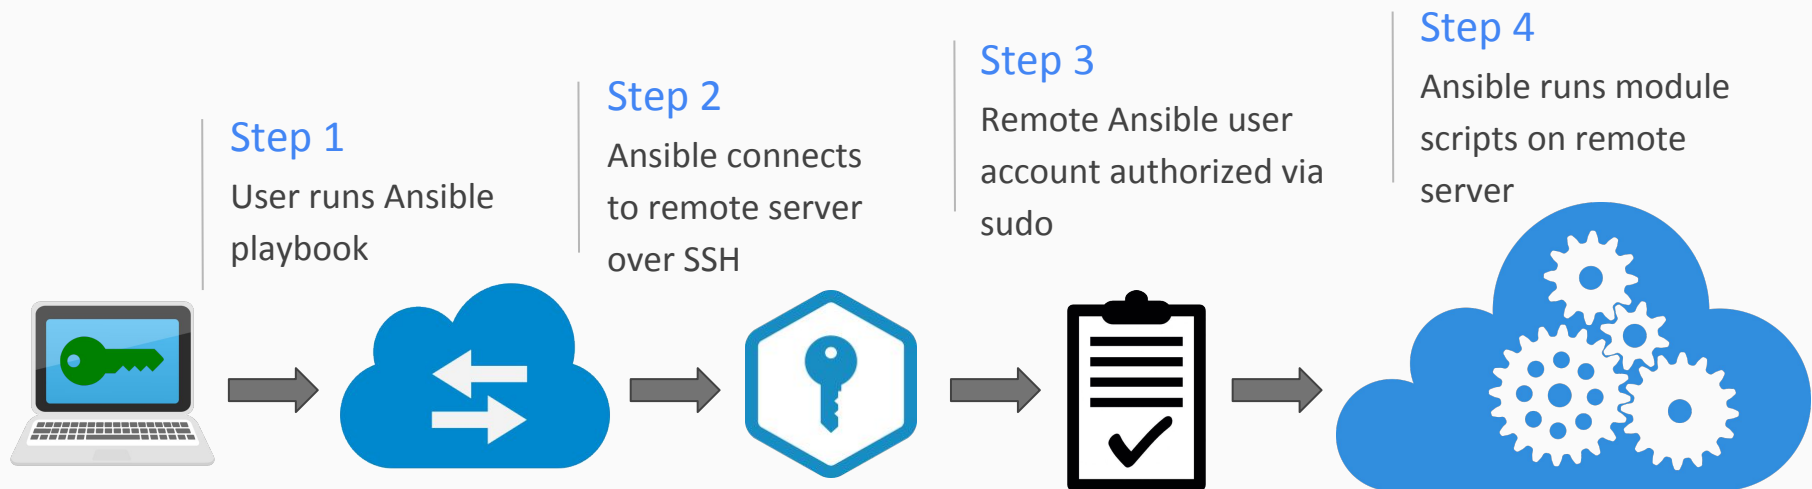 Step 1
User runs Ansible
playbook
Step 2
Ansible connects
to remote server
over SSH
Step 3
Remote Ansible user
account authorized via
sudo
Step 4
Ansible runs module
scripts on remote
server